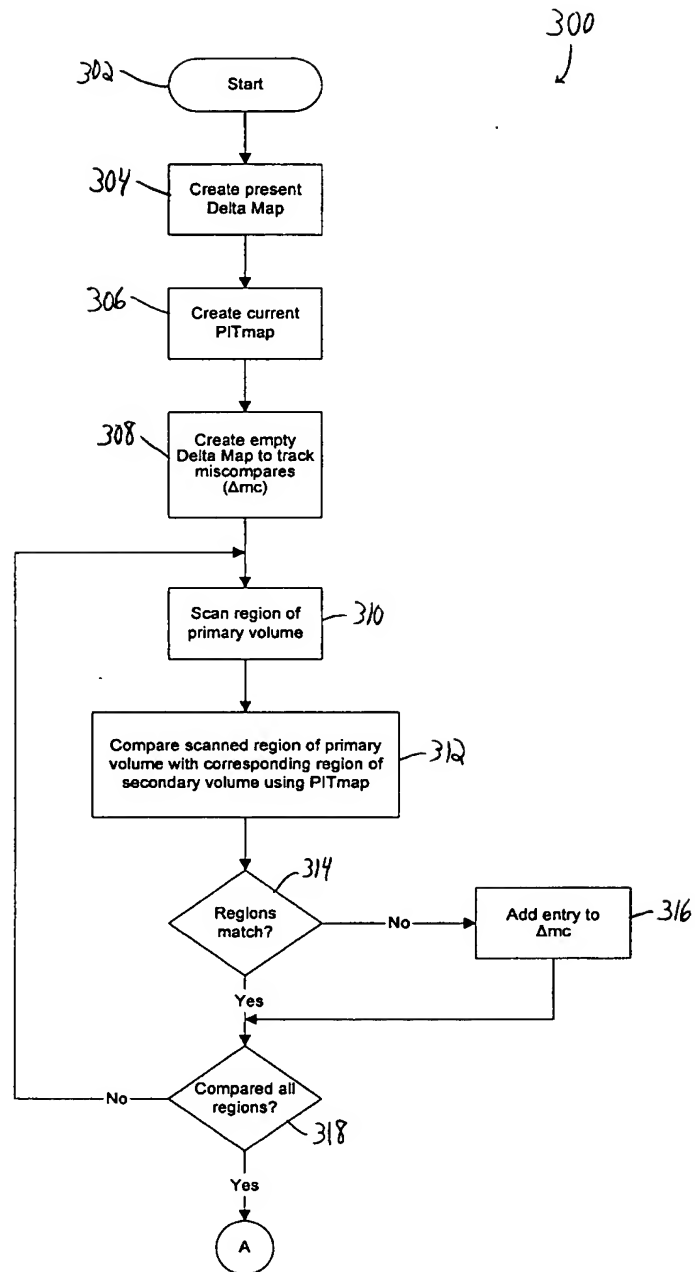 300
302
Start
304
Create present
Delta Map
306
Create current
PITmap
308
Create empty
Delta Map to track
miscompares
(Δmc)
Scan region of
primary volume
310
Compare scanned region of primary
volume with corresponding region of
secondary volume using PITmap
312
314
Regions
match?
No
Add entry to
Δmc
316
Yes
Compared all
regions?
No
318
Yes
A